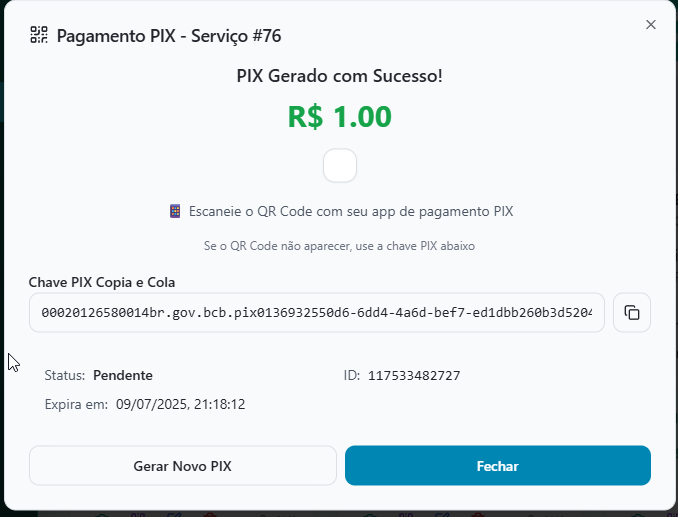 Pagamento PIX - Serviço #76
PIX Gerado com Sucesso!
R$ 1.00
Escaneie o QR Code com seu app de pagamento PIX
Se o QR Code não aparecer, use a chave PIX abaixo
Chave PIX Copia e Cola
00020126580014br.gov.bcb.pix0136932550d6-6dd4-4a6d-bef7-ed1dbb260b3d5204
Status: Pendente
ID: 117533482727
Expira em: 09/07/2025, 21:18:12
Gerar Novo PIX
Fechar